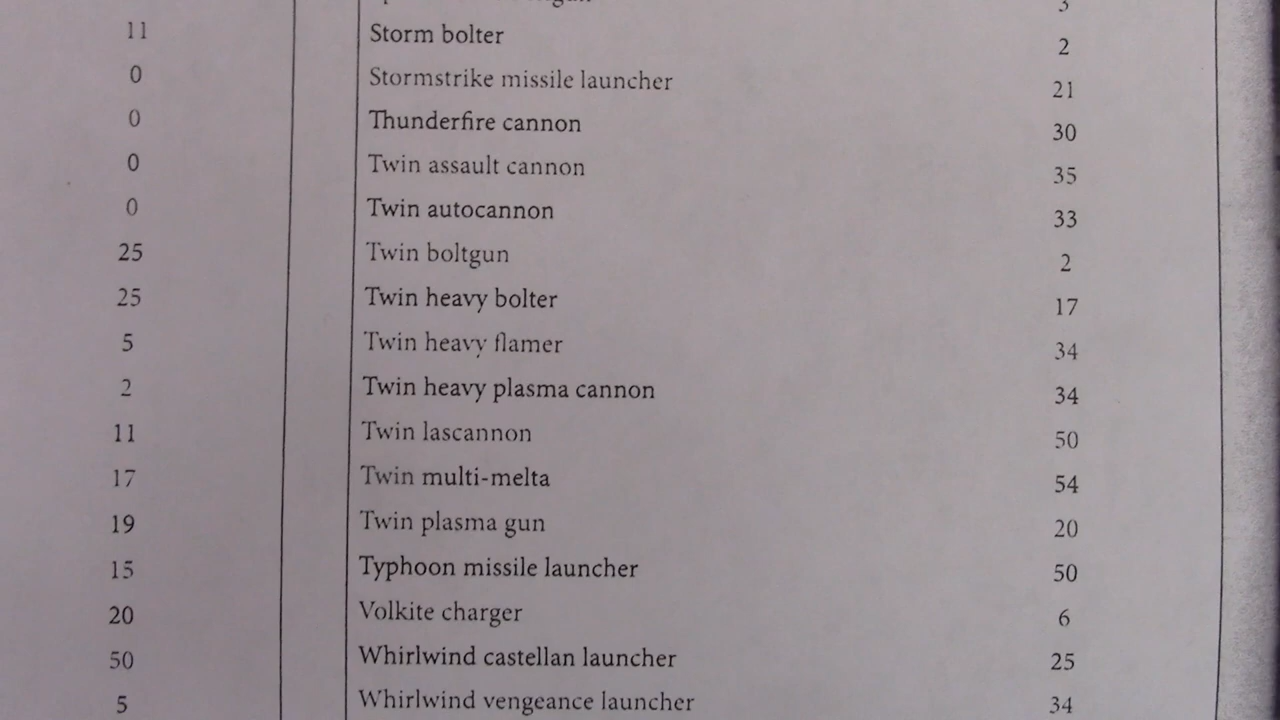 3
11 Storm bolter 2
0 Stormstrike missile launcher 21
0 Thunderfire cannon 30
0 Twin assault cannon 35
0 Twin autocannon 33
25 Twin boltgun 2
25 Twin heavy bolter 17
5 Twin heavy flamer 34
2 Twin heavy plasma cannon 34
11 Twin lascannon 50
17 Twin multi-melta 54
19 Twin plasma gun 20
15 Typhoon missile launcher 50
20 Volkite charger 6
50 Whirlwind castellan launcher 25
5 Whirlwind vengeance launcher 34